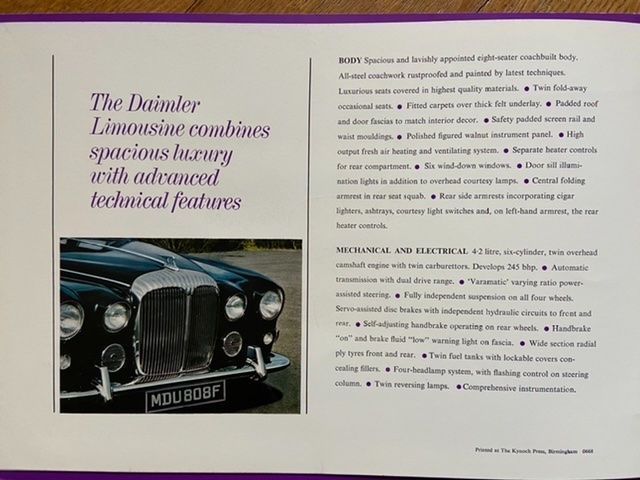 The Daimler
Limousine combines
spacious luxury
with advanced
technical features
MDU808F
BODY Spacious and lavishly appointed eight-seater coachbuilt body.
All-steel coachwork rustproofed and painted by latest techniques.
Luxurious seats covered in highest quality materials. ● Twin fold-away
occasional seats. ● Fitted carpets over thick felt underlay. ● Padded roof
and door fascias to match interior decor. ● Safety padded screen rail and
waist mouldings. ● Polished figured walnut instrument panel. ● High
output fresh air heating and ventilating system. ● Separate heater controls
for rear compartment. ● Six wind-down windows. ● Door sill illumi-
nation lights in addition to overhead courtesy lamps. ● Central folding
armrest in rear seat squab. ● Rear side armrests incorporating cigar
lighters, ashtrays, courtesy light switches and, on left-hand armrest, the rear
heater controls.
MECHANICAL AND ELECTRICAL 4·2 litre, six-cylinder, twin overhead
camshaft engine with twin carburettors. Develops 245 bhp. ● Automatic
transmission with dual drive range. ● ‘Varamatic’ varying ratio power-
assisted steering. ● Fully independent suspension on all four wheels.
Servo-assisted disc brakes with independent hydraulic circuits to front and
rear. ● Self-adjusting handbrake operating on rear wheels. ● Handbrake
“on” and brake fluid “low” warning light on fascia. ● Wide section radial
ply tyres front and rear. ● Twin fuel tanks with lockable covers con-
cealing fillers. ● Four-headlamp system, with flashing control on steering
column. ● Twin reversing lamps. ● Comprehensive instrumentation.
Printed at The Kynoch Press, Birmingham 0668